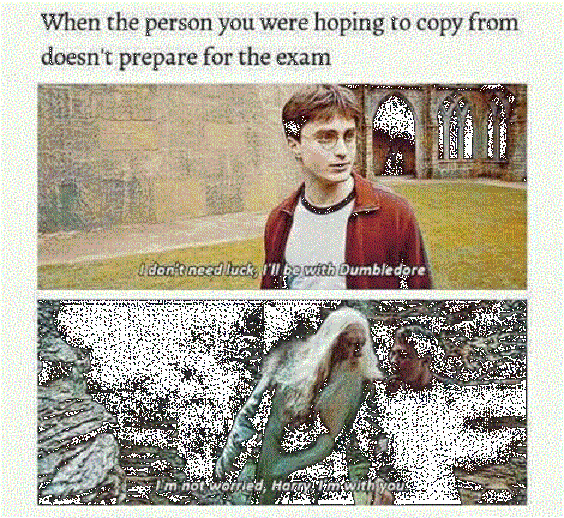 When the person you were hoping to copy from
doesn't prepare for the exam
I don't need luck, I'll be with Dumbledore
I'm not worried, Harry. I'm with you.